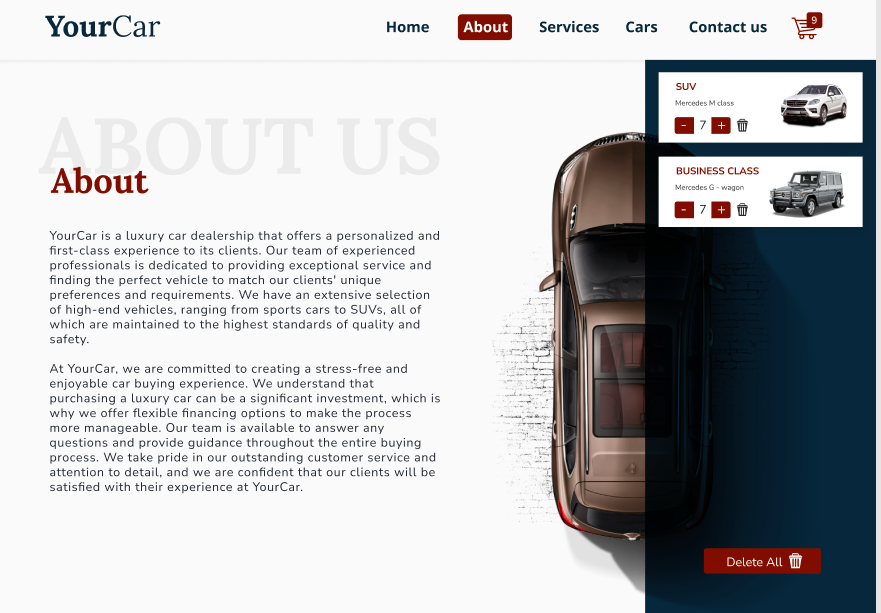 YourCar
Home
About
Services
Cars
Contact us
9
ABOUT US
About
YourCar is a luxury car dealership that offers a personalized and
first-class experience to its clients. Our team of experienced
professionals is dedicated to providing exceptional service and
finding the perfect vehicle to match our clients' unique
preferences and requirements. We have an extensive selection
of high-end vehicles, ranging from sports cars to SUVs, all of
which are maintained to the highest standards of quality and
safety.
At YourCar, we are committed to creating a stress-free and
enjoyable car buying experience. We understand that
purchasing a luxury car can be a significant investment, which is
why we offer flexible financing options to make the process
more manageable. Our team is available to answer any
questions and provide guidance throughout the entire buying
process. We take pride in our outstanding customer service and
attention to detail, and we are confident that our clients will be
satisfied with their experience at YourCar.
SUV
Mercedes M class
- 7 +
BUSINESS CLASS
Mercedes G - wagon
- 7 +
Delete All